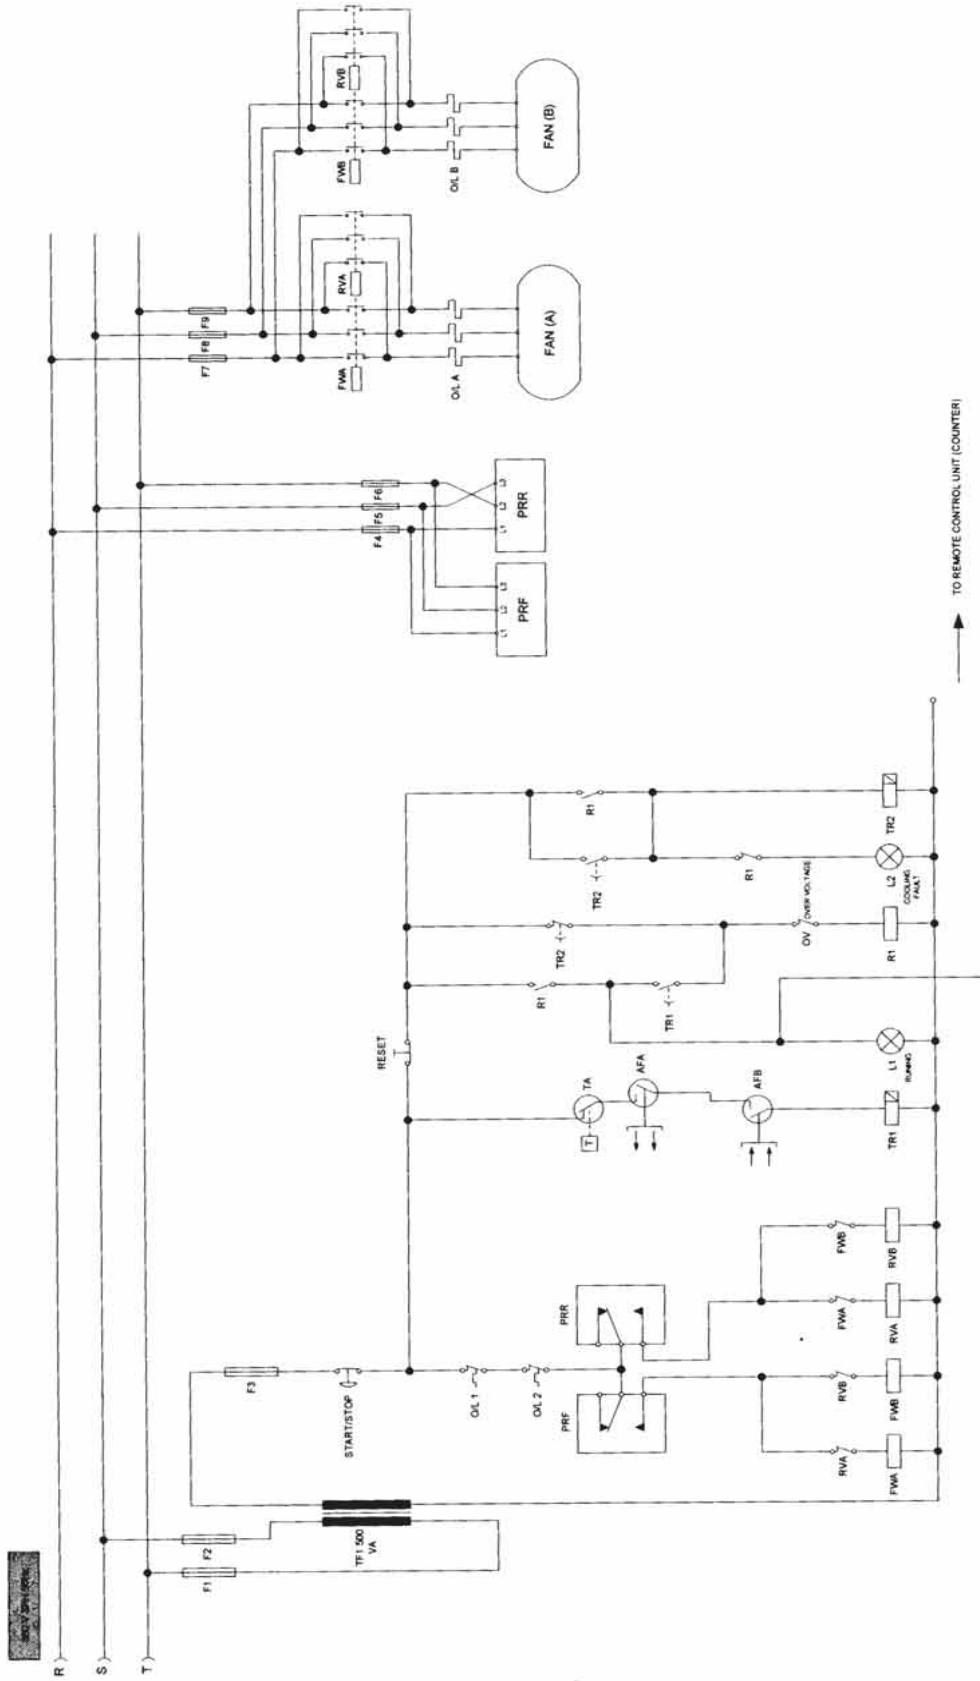 R
S
T
F1
F2
TF1 500
VA
F3
START/STOP
O/L 1
O/L 2
PRF
PRR
RVA
RVB
FWA
FWB
FWA
FWB
RVA
RVB
RESET
T
TA
AFA
AFB
TR1
R1
TR1
TR2
OV
OVER VOLTAGE
L1
RUNING
R1
TR2
R1
R1
L2
COOLING
FAULT
TR2
TO REMOTE CONTROL UNIT (COUNTER)
F4
F5
F6
L1
L2
L3
PRF
L1
L2
L3
PRR
F7
F8
F9
FWA
RVA
O/L A
FAN (A)
FWB
RVB
O/L B
FAN (B)